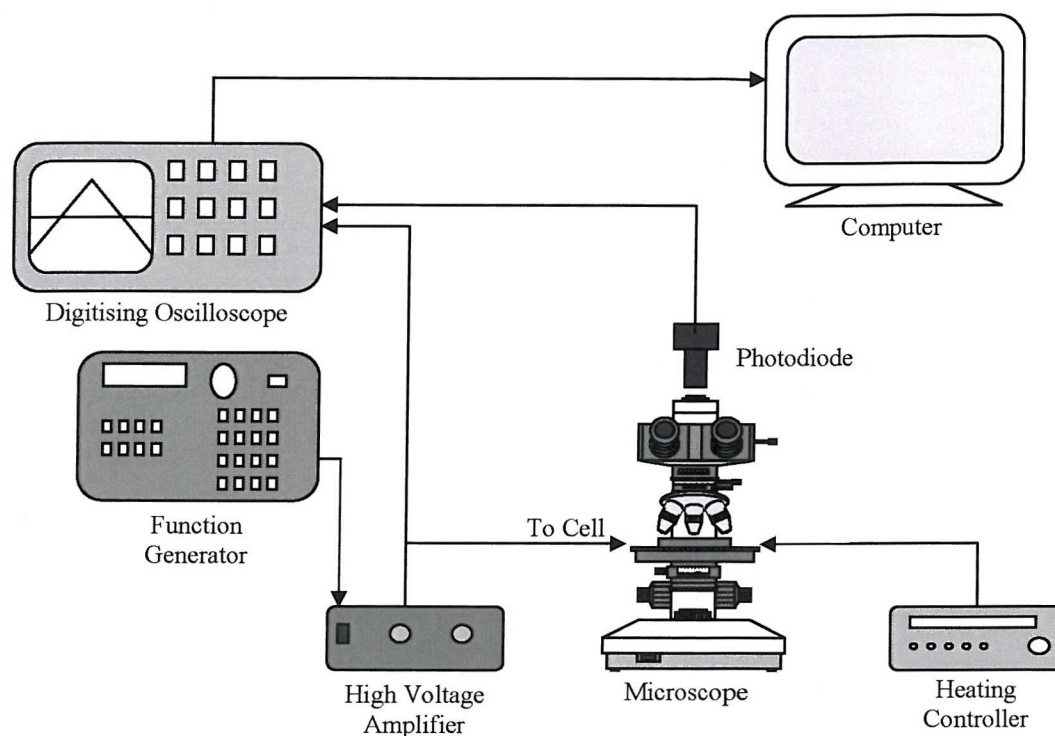 Computer
Digitising Oscilloscope
Photodiode
Function
Generator
To Cell
High Voltage
Amplifier
Microscope
Heating
Controller